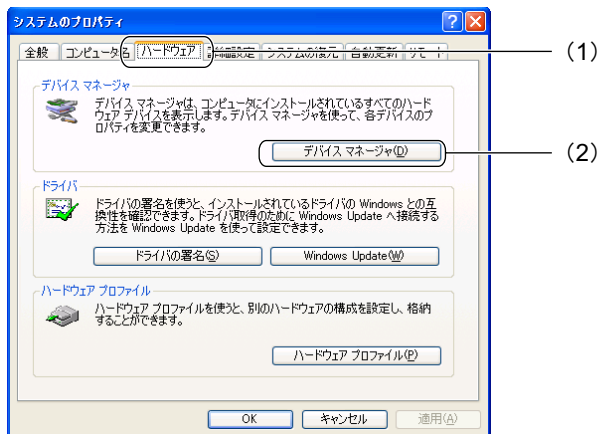 システムのプロパティ
全般 コンピュータ名 ハードウェア 詳細設定 システムの復元 自動更新 リモート
(1)
デバイス マネージャ
デバイス マネージャは、コンピュータにインストールされているすべてのハード
ウェア デバイスを表示します。デバイス マネージャを使って、各デバイスのプ
ロパティを変更できます。
デバイス マネージャ(D)
(2)
ドライバ
ドライバの署名を使うと、インストールされているドライバの Windows との互
換性を確認できます。ドライバ取得のために Windows Update へ接続する
方法を Windows Update を使って設定できます。
ドライバの署名(S)
Windows Update(W)
ハードウェア プロファイル
ハードウェア プロファイルを使うと、別のハードウェアの構成を設定し、格納
することができます。
ハードウェア プロファイル(P)
OK
キャンセル
適用(A)